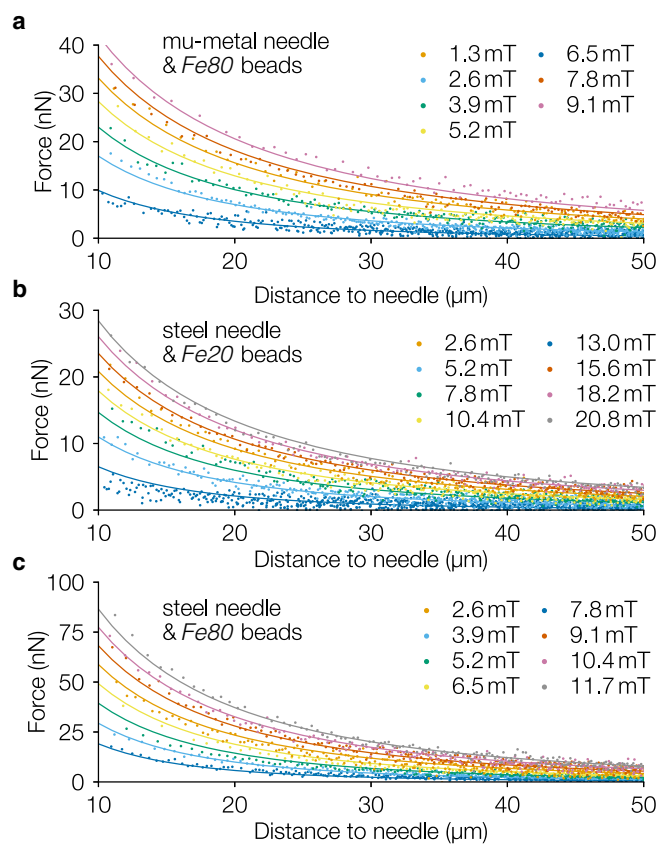 a
mu-metal needle
& Fe80 beads
1.3 mT
2.6 mT
3.9 mT
5.2 mT
6.5 mT
7.8 mT
9.1 mT
Force (nN)
40
30
20
10
0
10 20 30 40 50
Distance to needle (µm)
b
steel needle
& Fe20 beads
2.6 mT
5.2 mT
7.8 mT
10.4 mT
13.0 mT
15.6 mT
18.2 mT
20.8 mT
Force (nN)
30
20
10
0
10 20 30 40 50
Distance to needle (µm)
c
steel needle
& Fe80 beads
2.6 mT
3.9 mT
5.2 mT
6.5 mT
7.8 mT
9.1 mT
10.4 mT
11.7 mT
Force (nN)
100
75
50
25
0
10 20 30 40 50
Distance to needle (µm)